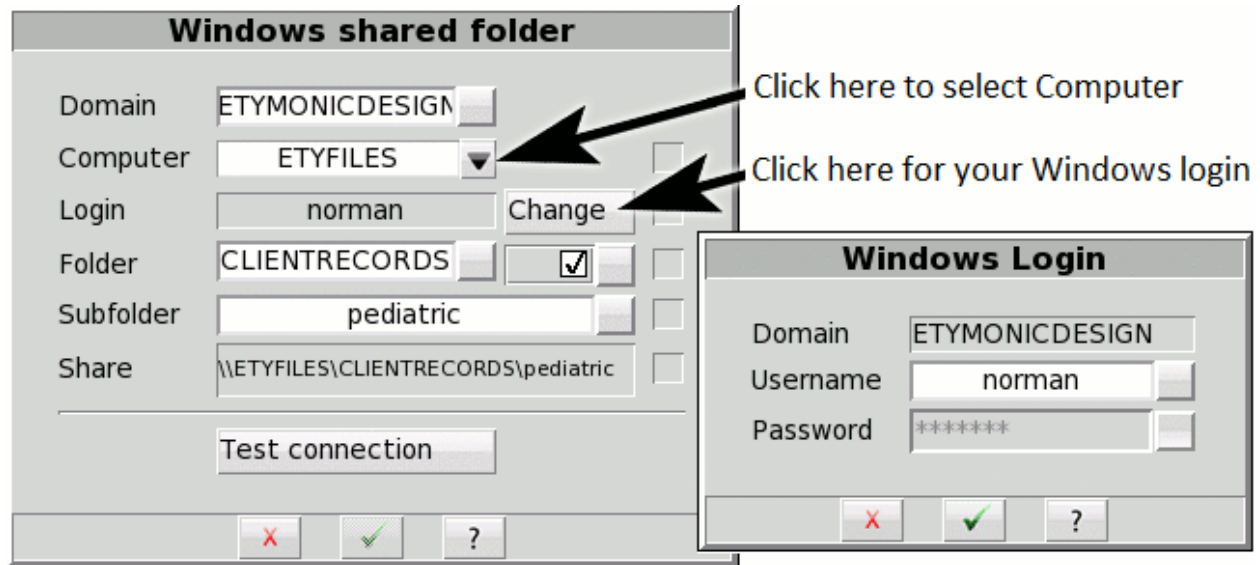 Windows shared folder
Domain ETYMONICDESIGN
Computer ETYFILES
Login norman Change
Folder CLIENTRECORDS
Subfolder pediatric
Share \\ETYFILES\CLIENTRECORDS\pediatric
Test connection
?
Click here to select Computer
Click here for your Windows login
Windows Login
Domain ETYMONICDESIGN
Username norman
Password *******
?